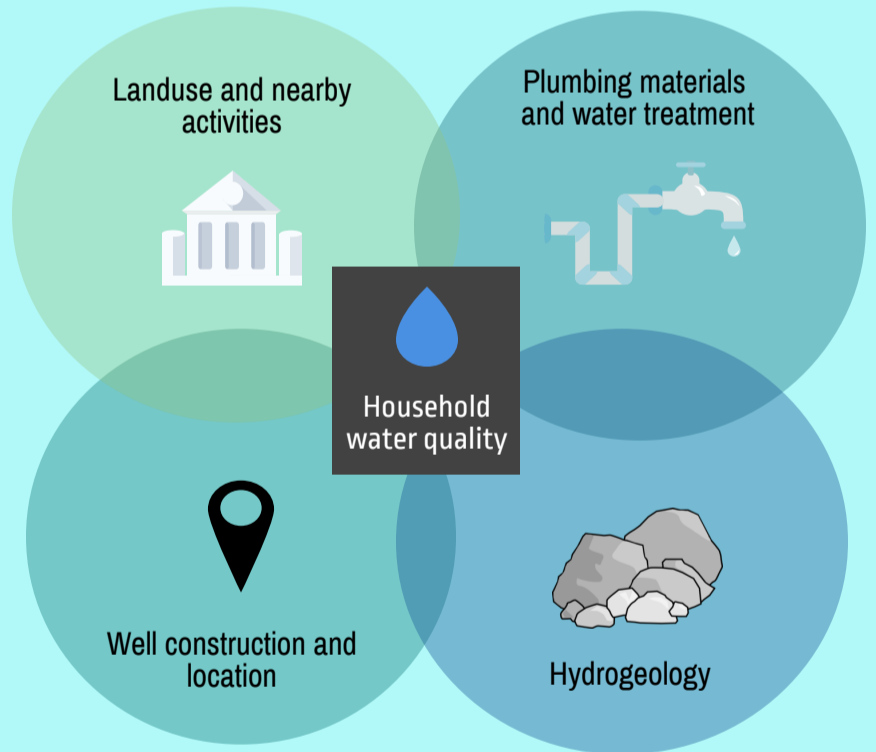 Landuse and nearby
activities
Plumbing materials
and water treatment
Household
water quality
Well construction and
location
Hydrogeology